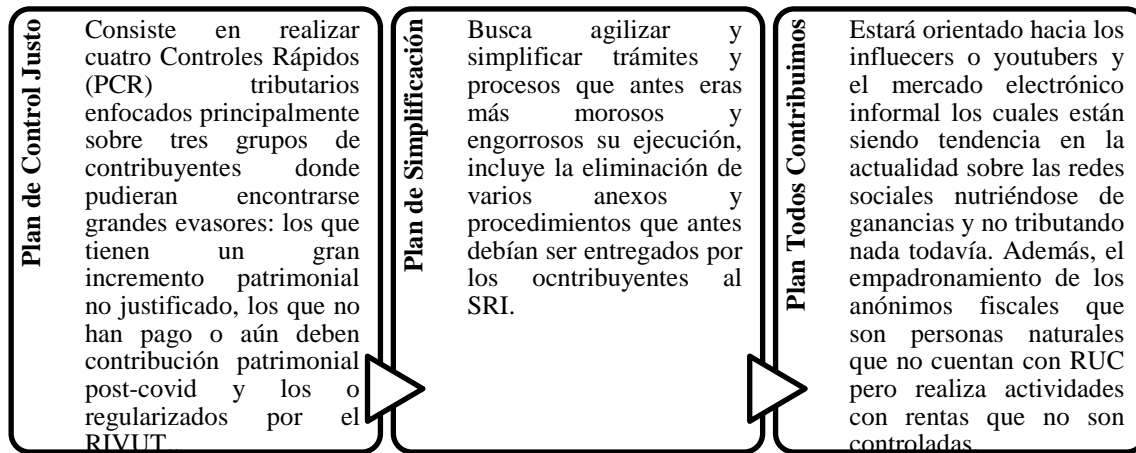 Plan de Control Justo
Consiste en realizar
cuatro Controles Rápidos
(PCR) tributarios
enfocados principalmente
sobre tres grupos de
contribuyentes donde
pudieran encontrarse
grandes evasores: los que
tienen un gran
incremento patrimonial
no justificado, los que no
han pago o aún deben
contribución patrimonial
post-covid y los o
regularizados por el
RIVUT..
Plan de Simplificación
Busca agilizar y
simplificar trámites y
procesos que antes eras
más morosos y
engorrosos su ejecución,
incluye la eliminación de
varios anexos y
procedimientos que antes
debían ser entregados por
los ocntribuyentes al
SRI.
Plan Todos Contribuimos
Estará orientado hacia los
influecers o youtubers y
el mercado electrónico
informal los cuales están
siendo tendencia en la
actualidad sobre las redes
sociales nutriéndose de
ganancias y no tributando
nada todavía. Además, el
empadronamiento de los
anónimos fiscales que
son personas naturales
que no cuentan con RUC
pero realiza actividades
con rentas que no son
controladas.